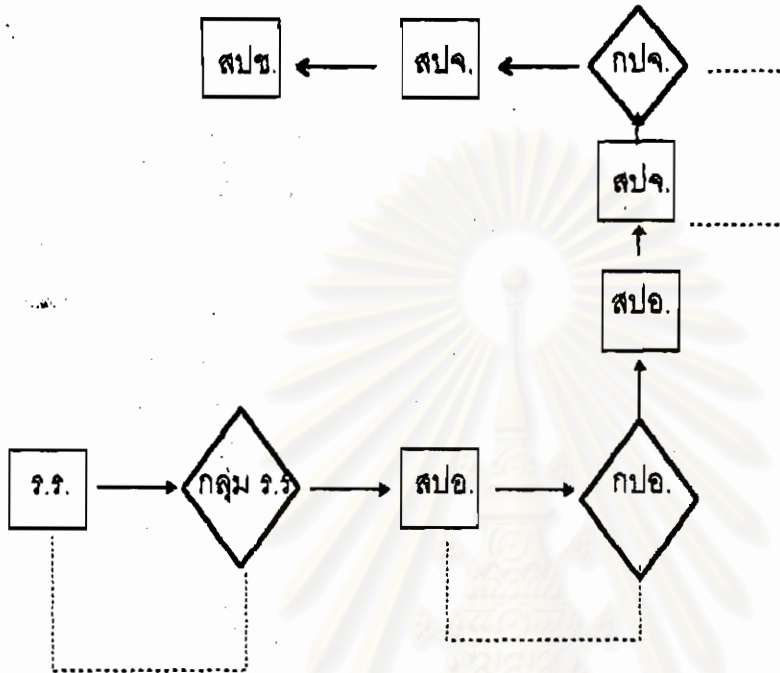 สปช.
สปจ.
กปจ.
สปจ.
สปอ.
ร.ร.
กลุ่ม ร.ร
สปอ.
กปอ.